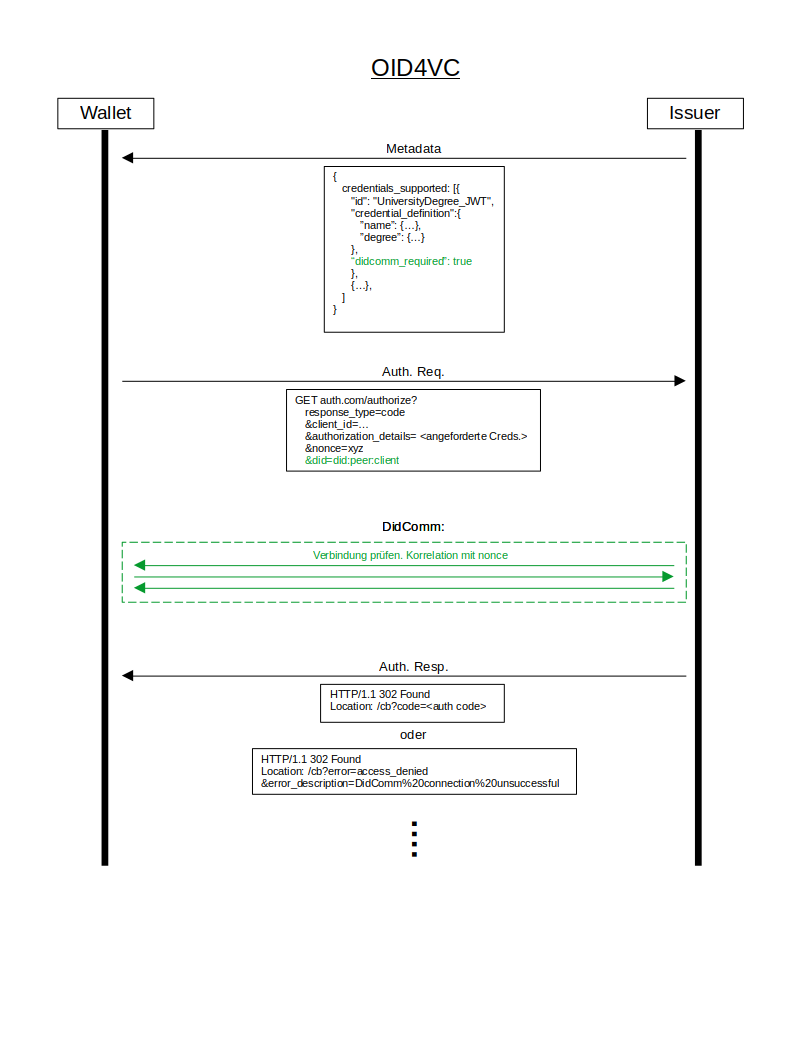 OID4VC
Wallet
Issuer
Metadata
{
credentials_supported: [{
"id": "UniversityDegree_JWT",
"credential_definition":{
”name”: {...},
”degree”: {...}
},
"didcomm_required": true
},
{...},
]
}
Auth. Req.
GET auth.com/authorize?
response_type=code
&client_id=...
&authorization_details= <angeforderte Creds.>
&nonce=xyz
&did=did:peer:client
DidComm:
Verbindung prüfen. Korrelation mit nonce
Auth. Resp.
HTTP/1.1 302 Found
Location: /cb?code=<auth code>
oder
HTTP/1.1 302 Found
Location: /cb?error=access_denied
&error_description=DidComm%20connection%20unsuccessful